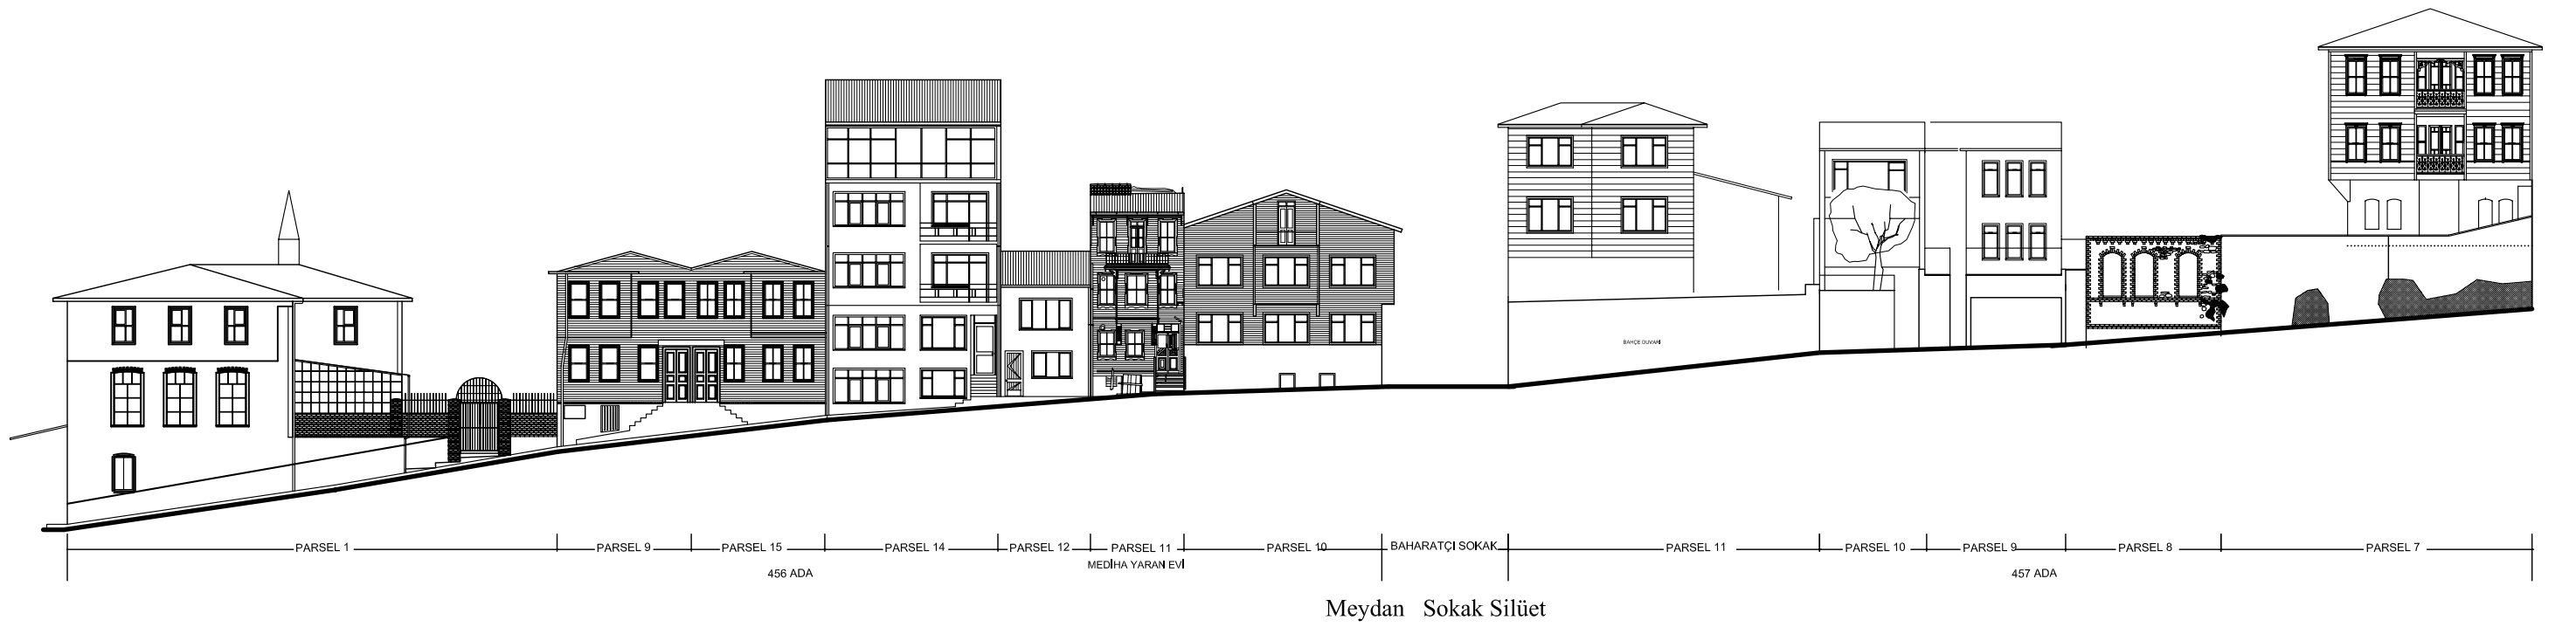 BAHÇE DUVARI
PARSEL 1
PARSEL 9
PARSEL 15
PARSEL 14
PARSEL 12
PARSEL 11
PARSEL 10
BAHARATÇI SOKAK
PARSEL 11
PARSEL 10
PARSEL 9
PARSEL 8
PARSEL 7
MEDİHA YARAN EVİ
456 ADA
457 ADA
Meydan Sokak Silüet